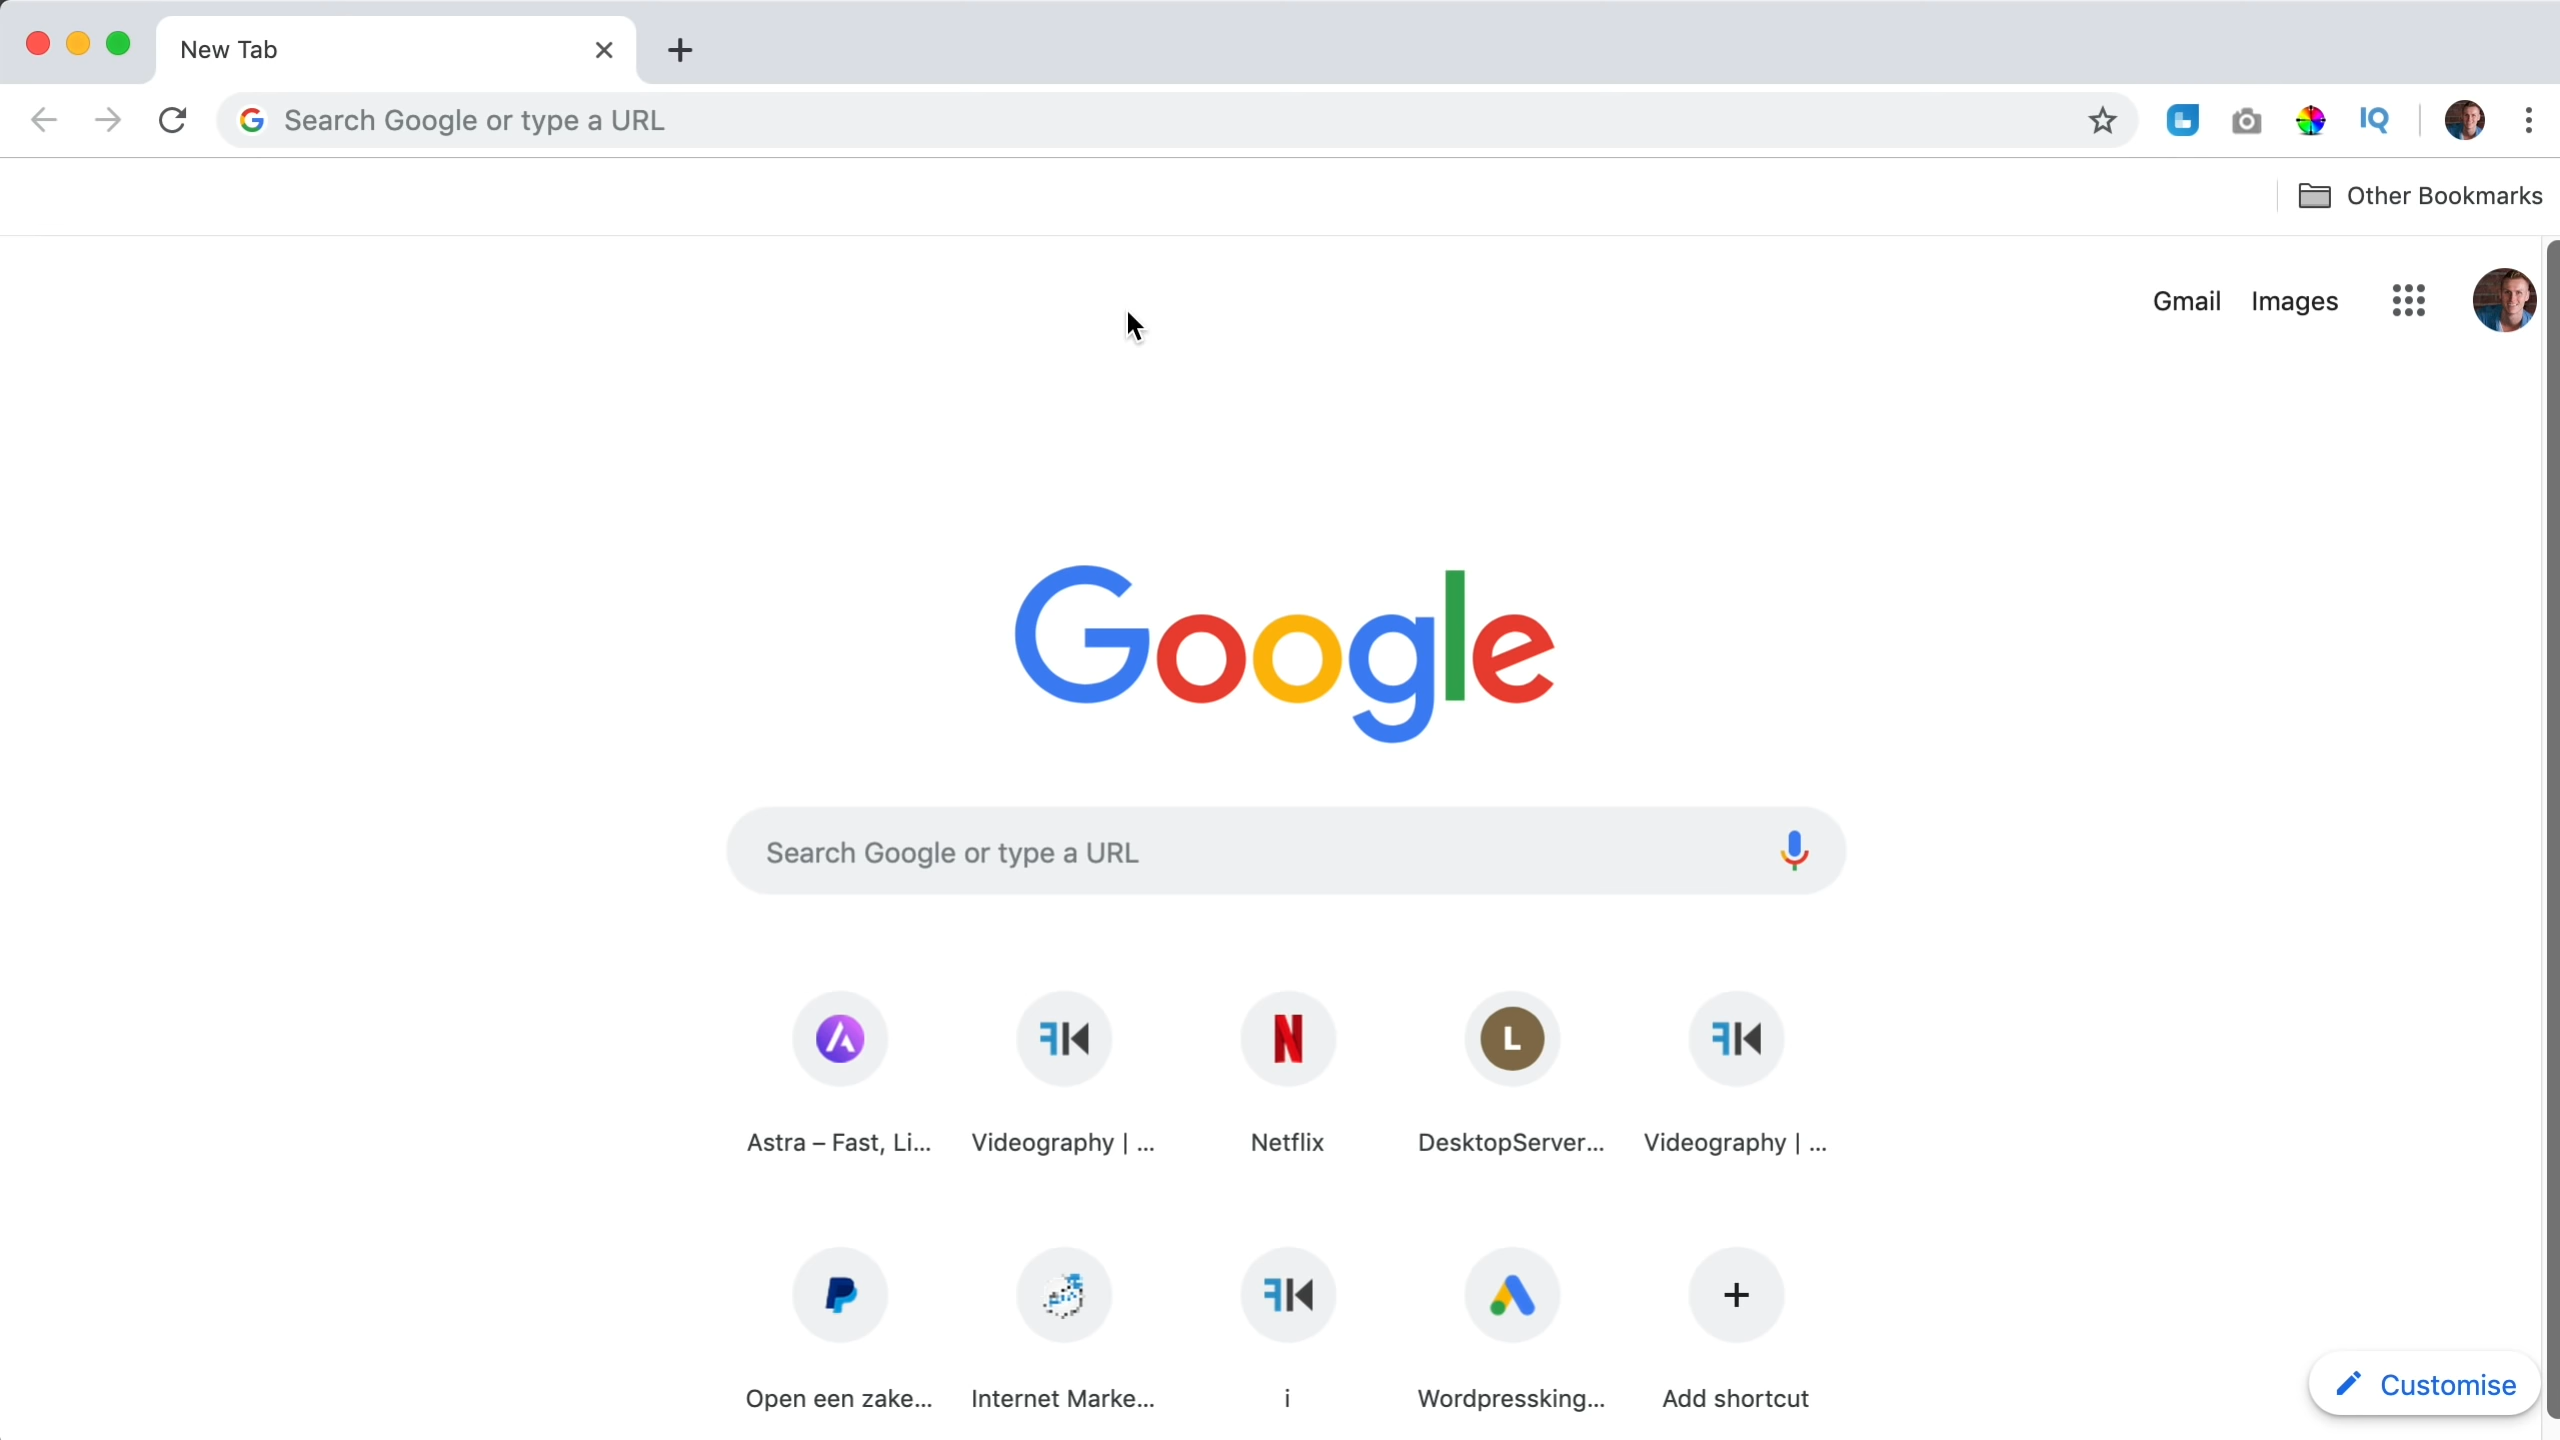 New Tab
Search Google or type a URL
IQ
Other Bookmarks
Gmail Images
Google
Search Google or type a URL
L
Astra – Fast, Li... Videography | ... Netflix DesktopServer... Videography | ...
Open een zake... Internet Marke... i Wordpressking... Add shortcut
Customise